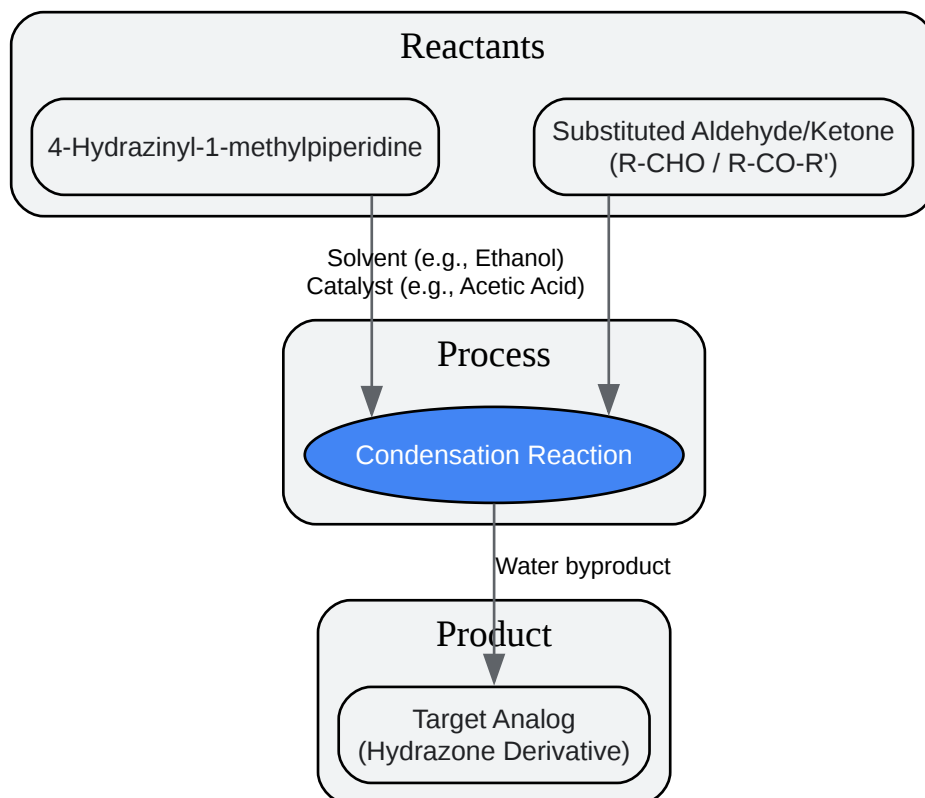 Reactants
4-Hydrazinyl-1-methylpiperidine
Substituted Aldehyde/Ketone
(R-CHO / R-CO-R')
Solvent (e.g., Ethanol)
Catalyst (e.g., Acetic Acid)
Process
Condensation Reaction
Water byproduct
Product
Target Analog
(Hydrazone Derivative)